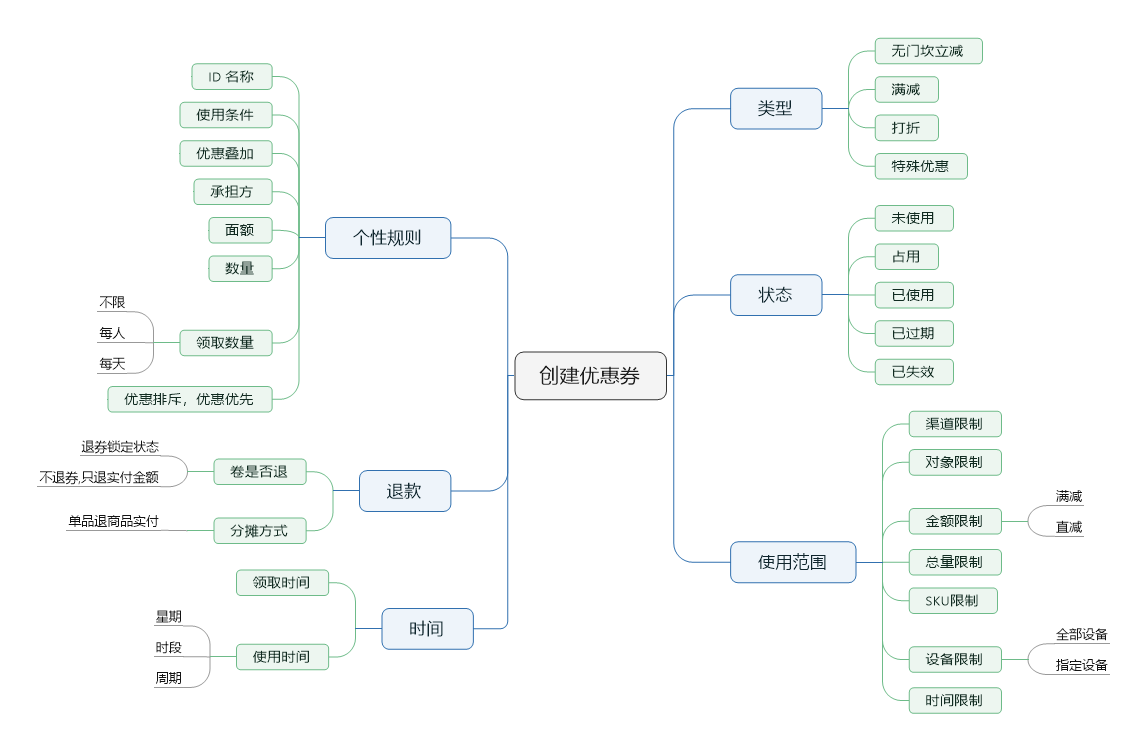 创建优惠券
类型
无门坎立减
满减
打折
特殊优惠
状态
未使用
占用
已使用
已过期
已失效
使用范围
渠道限制
对象限制
金额限制
满减
直减
总量限制
SKU限制
设备限制
全部设备
指定设备
时间限制
个性规则
ID 名称
使用条件
优惠叠加
承担方
面额
数量
领取数量
不限
每人
每天
优惠排斥，优惠优先
退款
卷是否退
退券锁定状态
不退券,只退实付金额
分摊方式
单品退商品实付
时间
领取时间
使用时间
星期
时段
周期